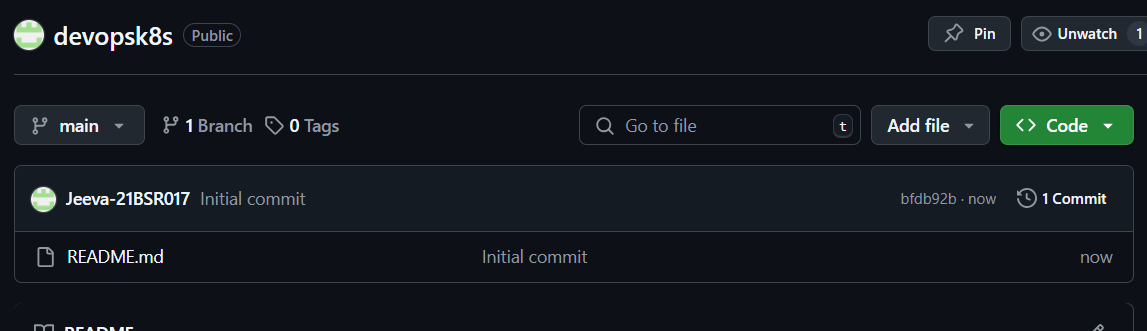 devopsk8s Public Pin Unwatch 1
main 1 Branch 0 Tags Go to file t Add file Code
Jeeva-21BSR017 Initial commit bfdb92b · now 1 Commit
README.md Initial commit now
README